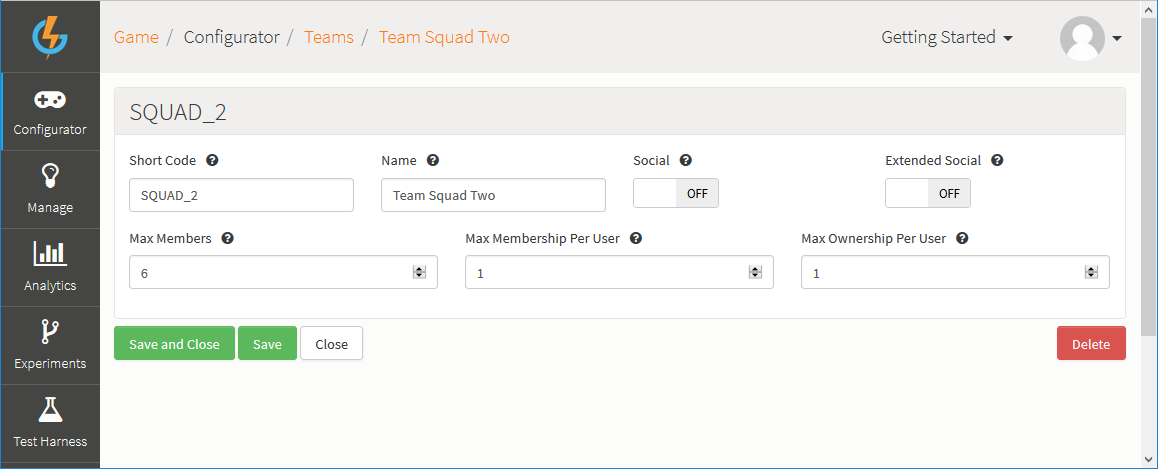 Game / Configurator / Teams / Team Squad Two
Getting Started
Configurator
Manage
Analytics
Experiments
Test Harness
SQUAD_2
Short Code
Name
Social
Extended Social
SQUAD_2
Team Squad Two
OFF
OFF
Max Members
Max Membership Per User
Max Ownership Per User
6
1
1
Save and Close
Save
Close
Delete